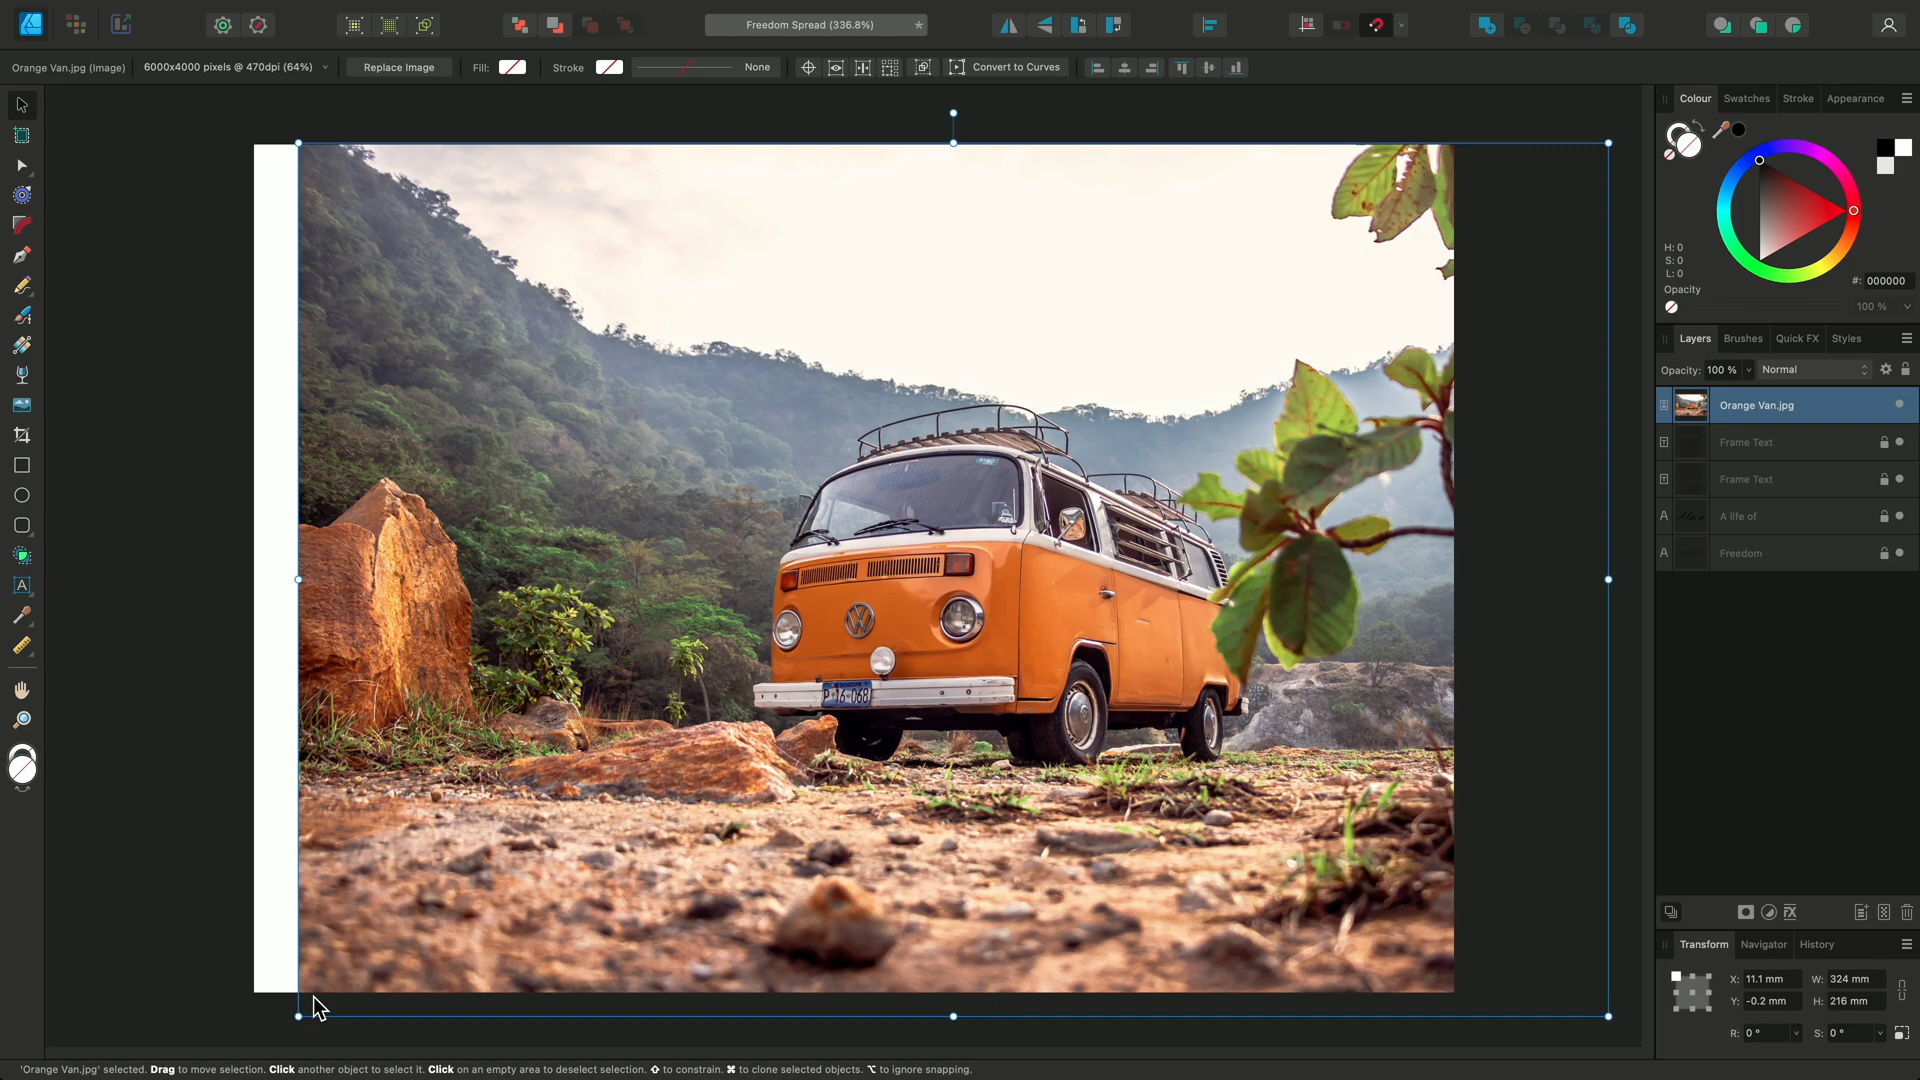 Freedom Spread (336.8%)
*
Orange Van.jpg (Image)
6000x4000 pixels @ 470dpi (64%)
Replace Image
Fill:
Stroke
None
Convert to Curves
Colour
Swatches
Stroke
Appearance
H: 0
S: 0
L: 0
#: 000000
Opacity
100 %
Layers
Brushes
Quick FX
Styles
Opacity: 100 %
Normal
Orange Van.jpg
Frame Text
Frame Text
A life of
Freedom
P 16-068
Transform
Navigator
History
X: 11.1 mm
W: 324 mm
Y: -0.2 mm
H: 216 mm
R: 0 °
S: 0 °
'Orange Van.jpg' selected. Drag to move selection. Click another object to select it. Click on an empty area to deselect selection. ⇧ to constrain. ⌘ to clone selected objects. ⌥ to ignore snapping.